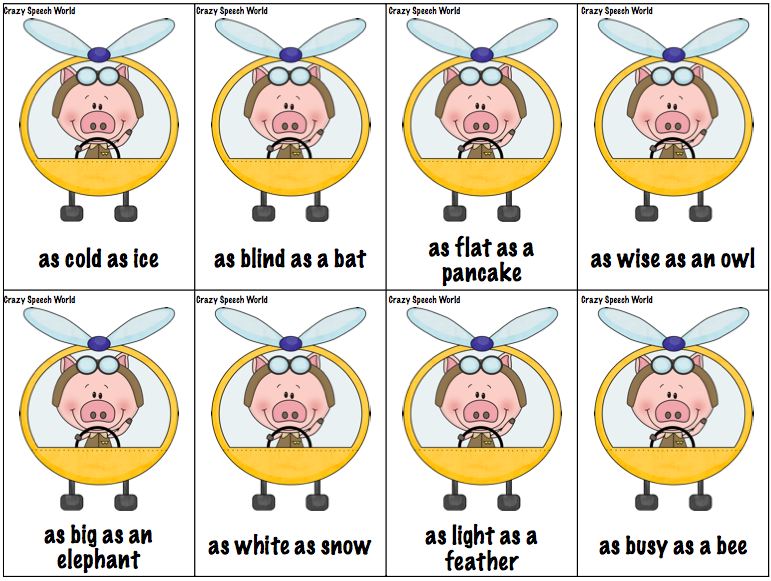 Crazy Speech World
as cold as ice
Crazy Speech World
as blind as a bat
Crazy Speech World
as flat as a
pancake
Crazy Speech World
as wise as an owl
Crazy Speech World
as big as an
elephant
Crazy Speech World
as white as snow
Crazy Speech World
as light as a
feather
Crazy Speech World
as busy as a bee